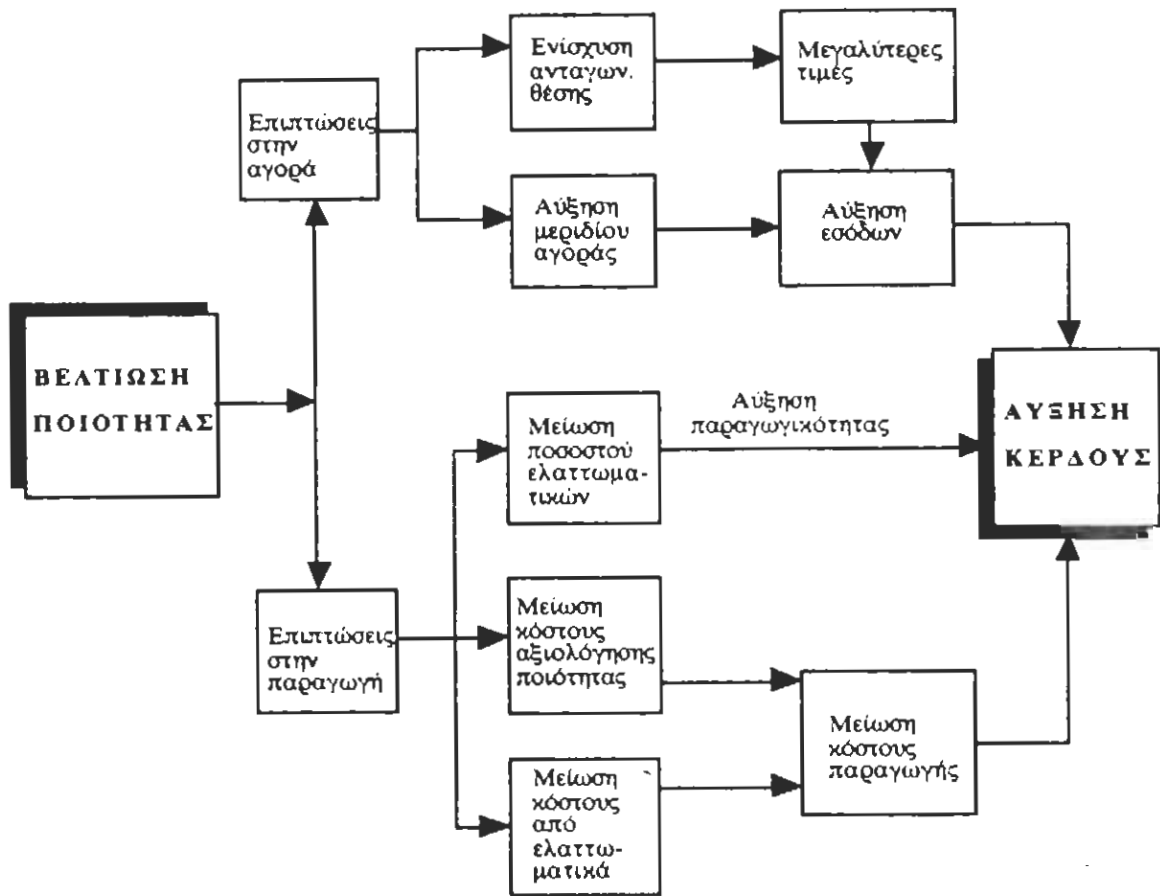 Ενίσχυση
ανταγων.
θέσης
Μεγαλύτερες
τιμές
Επιπτώσεις
στην
αγορά
Αύξηση
μεριδίου
αγοράς
Αύξηση
εσόδων
ΒΕΛΤΙΩΣΗ
ΠΟΙΟΤΗΤΑΣ
Μείωση
ποσοστού
ελαττωμα-
τικών
Αύξηση
παραγωγικότητας
ΑΥΞΗΣΗ
ΚΕΡΔΟΥΣ
Επιπτώσεις
στην
παραγωγή
Μείωση
κόστους
αξιολόγησης
ποιότητας
Μείωση
κόστους
παραγωγής
Μείωση
κόστους
από
ελαττω-
ματικά